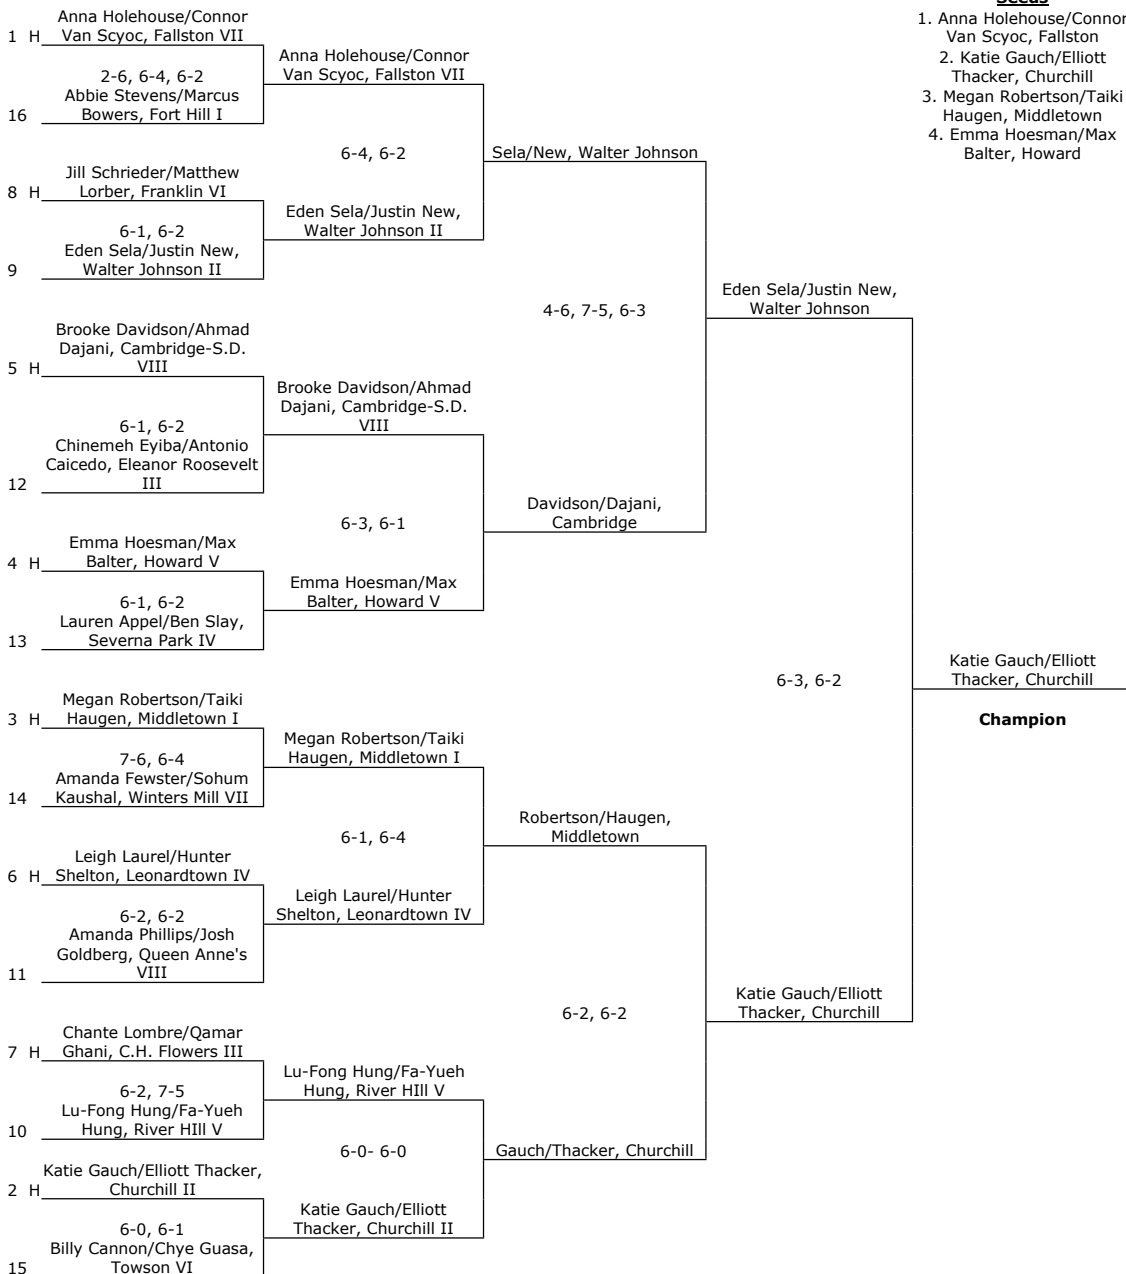 Seeds
1. Anna Holehouse/Connor
Van Scyoc, Fallston
2. Katie Gauch/Elliott
Thacker, Churchill
3. Megan Robertson/Taiki
Haugen, Middletown
4. Emma Hoesman/Max
Balter, Howard
Anna Holehouse/Connor
1 H Van Scyoc, Fallston VII
2-6, 6-4, 6-2
Abbie Stevens/Marcus
16 Bowers, Fort Hill I
Jill Schrieder/Matthew
8 H Lorber, Franklin VI
6-1, 6-2
Eden Sela/Justin New,
9 Walter Johnson II
Brooke Davidson/Ahmad
Dajani, Cambridge-S.D.
5 H VIII
6-1, 6-2
Chinemeh Eyiba/Antonio
Caicedo, Eleanor Roosevelt
12 III
Emma Hoesman/Max
4 H Balter, Howard V
6-1, 6-2
Lauren Appel/Ben Slay,
13 Severna Park IV
Megan Robertson/Taiki
3 H Haugen, Middletown I
7-6, 6-4
Amanda Fewster/Sohum
14 Kaushal, Winters Mill VII
Leigh Laurel/Hunter
6 H Shelton, Leonardtown IV
6-2, 6-2
Amanda Phillips/Josh
Goldberg, Queen Anne's
11 VIII
Chante Lombre/Qamar
7 H Ghani, C.H. Flowers III
6-2, 7-5
Lu-Fong Hung/Fa-Yueh
10 Hung, River HIll V
Katie Gauch/Elliott Thacker,
2 H Churchill II
6-0, 6-1
Billy Cannon/Chye Guasa,
15 Towson VI
Anna Holehouse/Connor
Van Scyoc, Fallston VII
6-4, 6-2
Eden Sela/Justin New,
Walter Johnson II
Brooke Davidson/Ahmad
Dajani, Cambridge-S.D.
VIII
6-3, 6-1
Emma Hoesman/Max
Balter, Howard V
Megan Robertson/Taiki
Haugen, Middletown I
6-1, 6-4
Leigh Laurel/Hunter
Shelton, Leonardtown IV
Lu-Fong Hung/Fa-Yueh
Hung, River HIll V
6-0- 6-0
Katie Gauch/Elliott
Thacker, Churchill II
Sela/New, Walter Johnson
4-6, 7-5, 6-3
Davidson/Dajani,
Cambridge
Robertson/Haugen,
Middletown
6-2, 6-2
Gauch/Thacker, Churchill
Eden Sela/Justin New,
Walter Johnson
6-3, 6-2
Katie Gauch/Elliott
Thacker, Churchill
Katie Gauch/Elliott
Thacker, Churchill
Champion